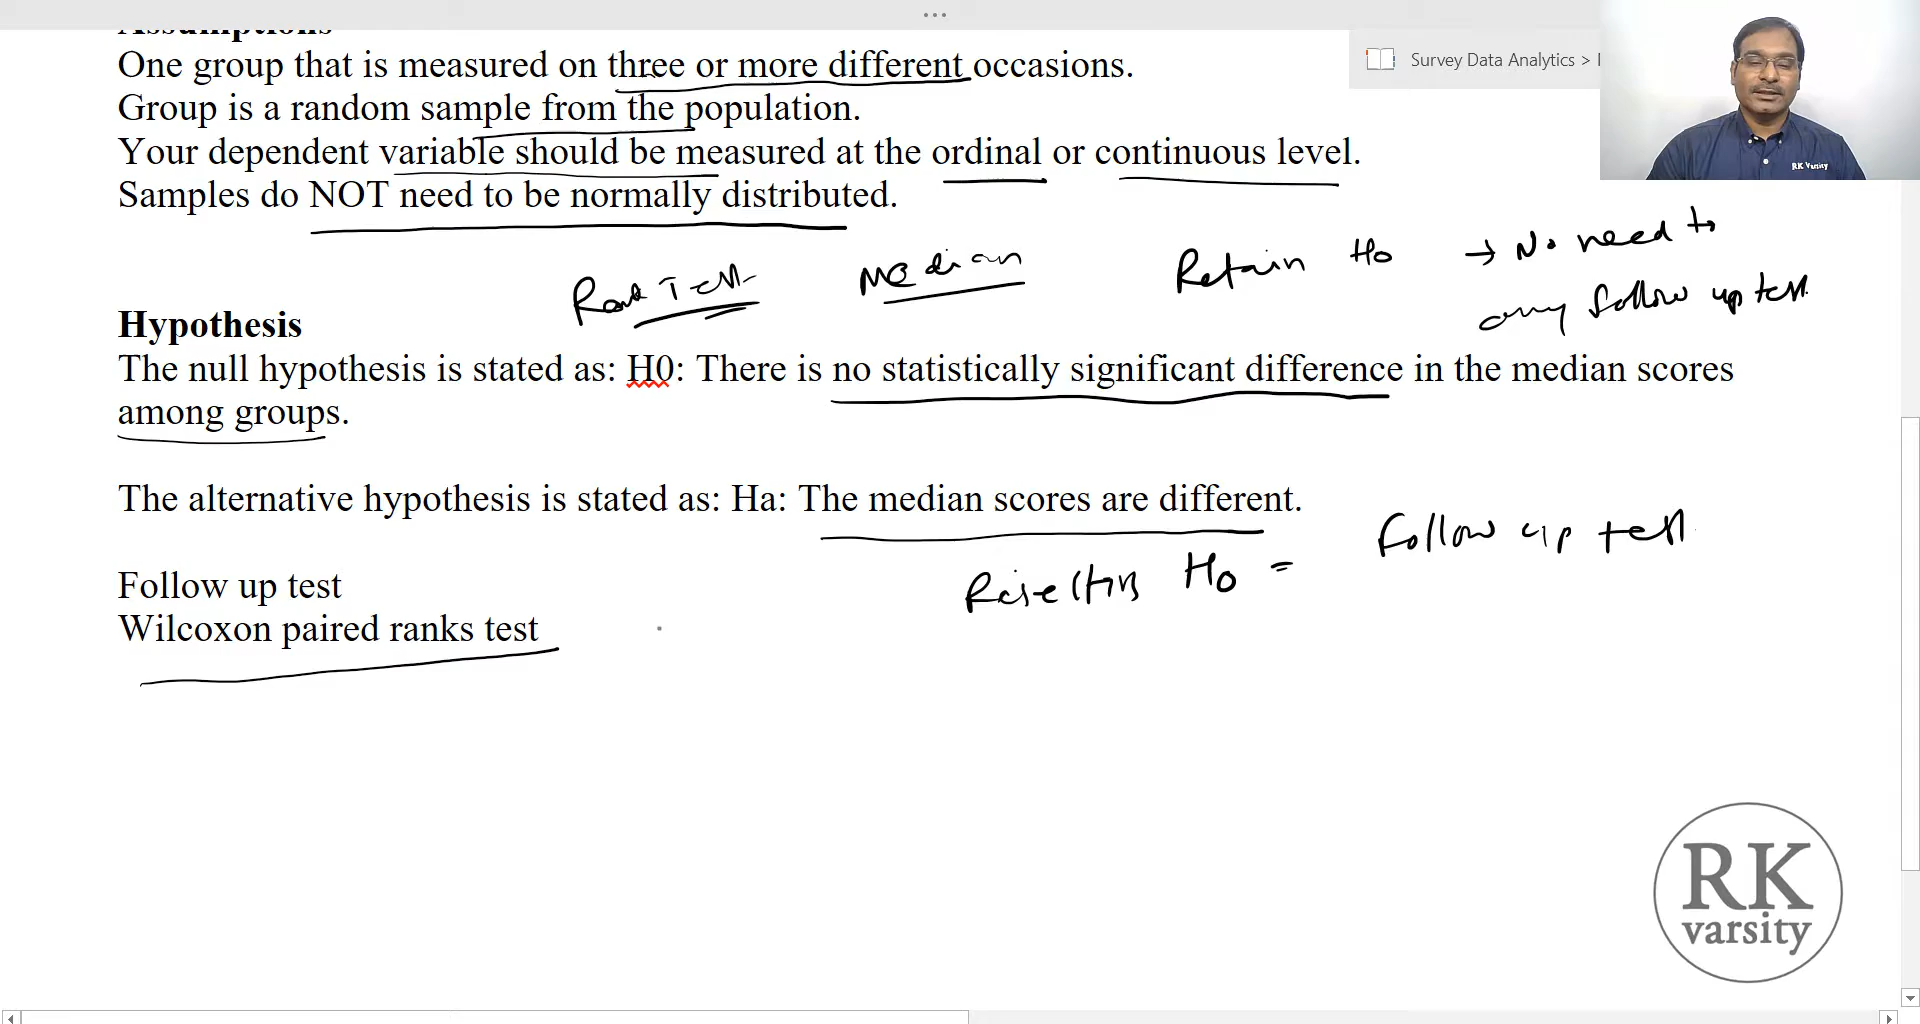 Assumptions
One group that is measured on three or more different occasions.
Group is a random sample from the population.
Your dependent variable should be measured at the ordinal or continuous level.
Samples do NOT need to be normally distributed.
Survey Data Analytics >
RK Varsity
Rank Test
Median
Retain Ho → No need to
any follow up test
Hypothesis
The null hypothesis is stated as: H0: There is no statistically significant difference in the median scores
among groups.
The alternative hypothesis is stated as: Ha: The median scores are different.
Rejecting Ho = Follow up test
Follow up test
Wilcoxon paired ranks test
RK
varsity